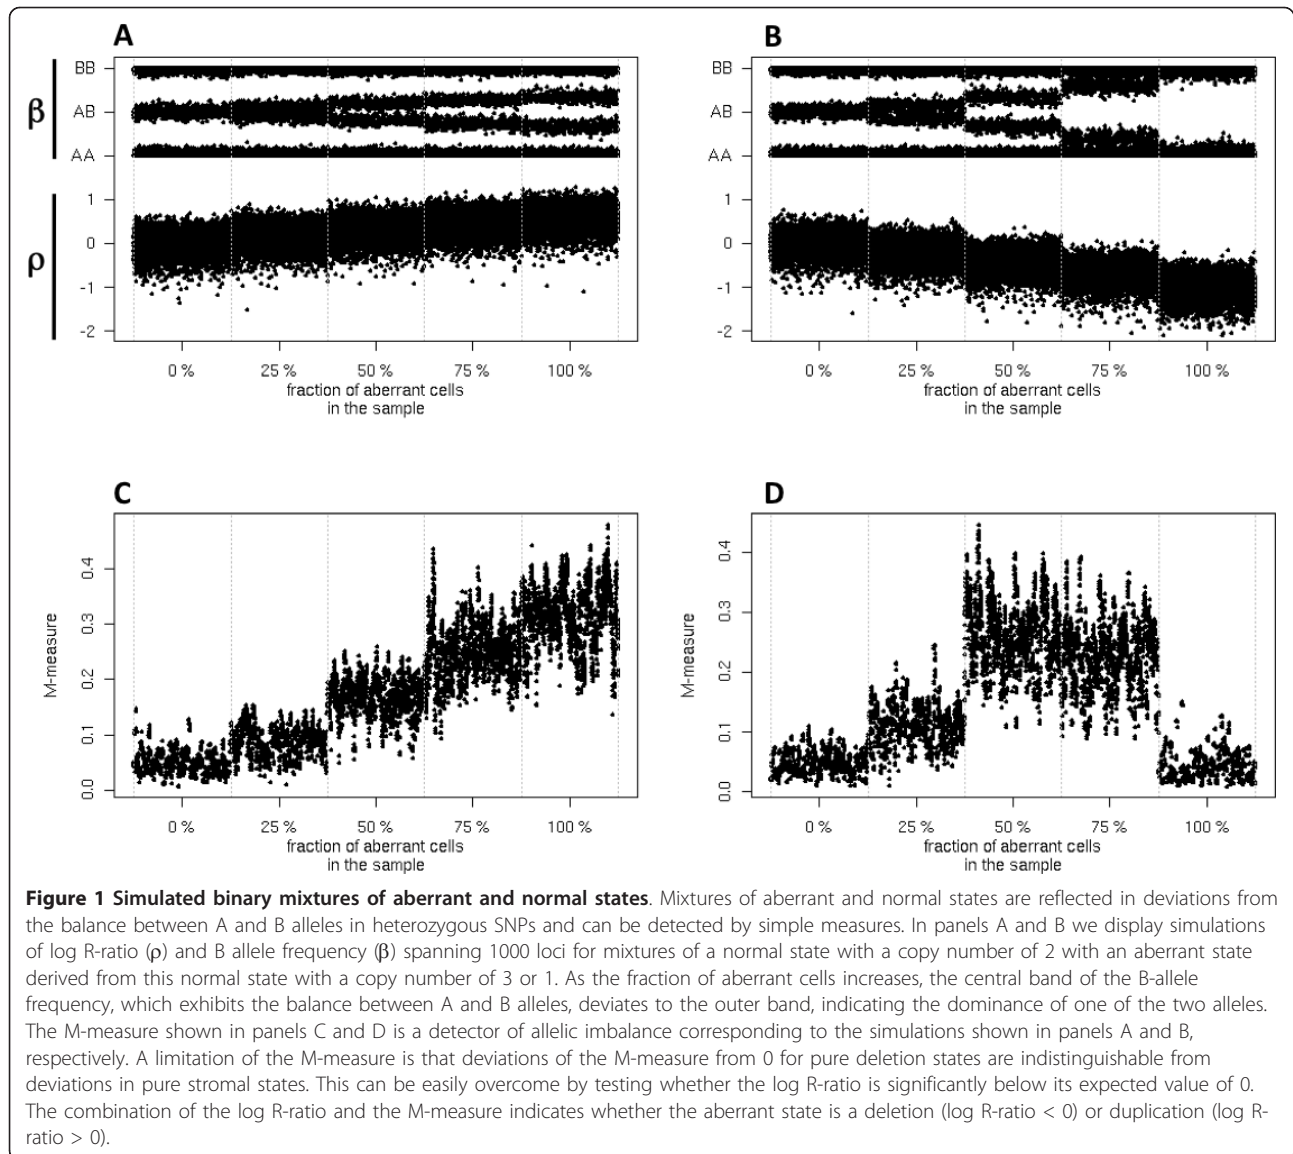 A
B
β
ρ
BB
AB
AA
1
0
-1
-2
0 %
25 %
50 %
75 %
100 %
fraction of aberrant cells
in the sample
BB
AB
AA
1
0
-1
-2
0 %
25 %
50 %
75 %
100 %
fraction of aberrant cells
in the sample
C
D
M-measure
0.4
0.3
0.2
0.1
0.0
0 %
25 %
50 %
75 %
100 %
fraction of aberrant cells
in the sample
M-measure
0.4
0.3
0.2
0.1
0.0
0 %
25 %
50 %
75 %
100 %
fraction of aberrant cells
in the sample
Figure 1 Simulated binary mixtures of aberrant and normal states. Mixtures of aberrant and normal states are reflected in deviations from
the balance between A and B alleles in heterozygous SNPs and can be detected by simple measures. In panels A and B we display simulations
of log R-ratio (ρ) and B allele frequency (β) spanning 1000 loci for mixtures of a normal state with a copy number of 2 with an aberrant state
derived from this normal state with a copy number of 3 or 1. As the fraction of aberrant cells increases, the central band of the B-allele
frequency, which exhibits the balance between A and B alleles, deviates to the outer band, indicating the dominance of one of the two alleles.
The M-measure shown in panels C and D is a detector of allelic imbalance corresponding to the simulations shown in panels A and B,
respectively. A limitation of the M-measure is that deviations of the M-measure from 0 for pure deletion states are indistinguishable from
deviations in pure stromal states. This can be easily overcome by testing whether the log R-ratio is significantly below its expected value of 0.
The combination of the log R-ratio and the M-measure indicates whether the aberrant state is a deletion (log R-ratio < 0) or duplication (log R-
ratio > 0).